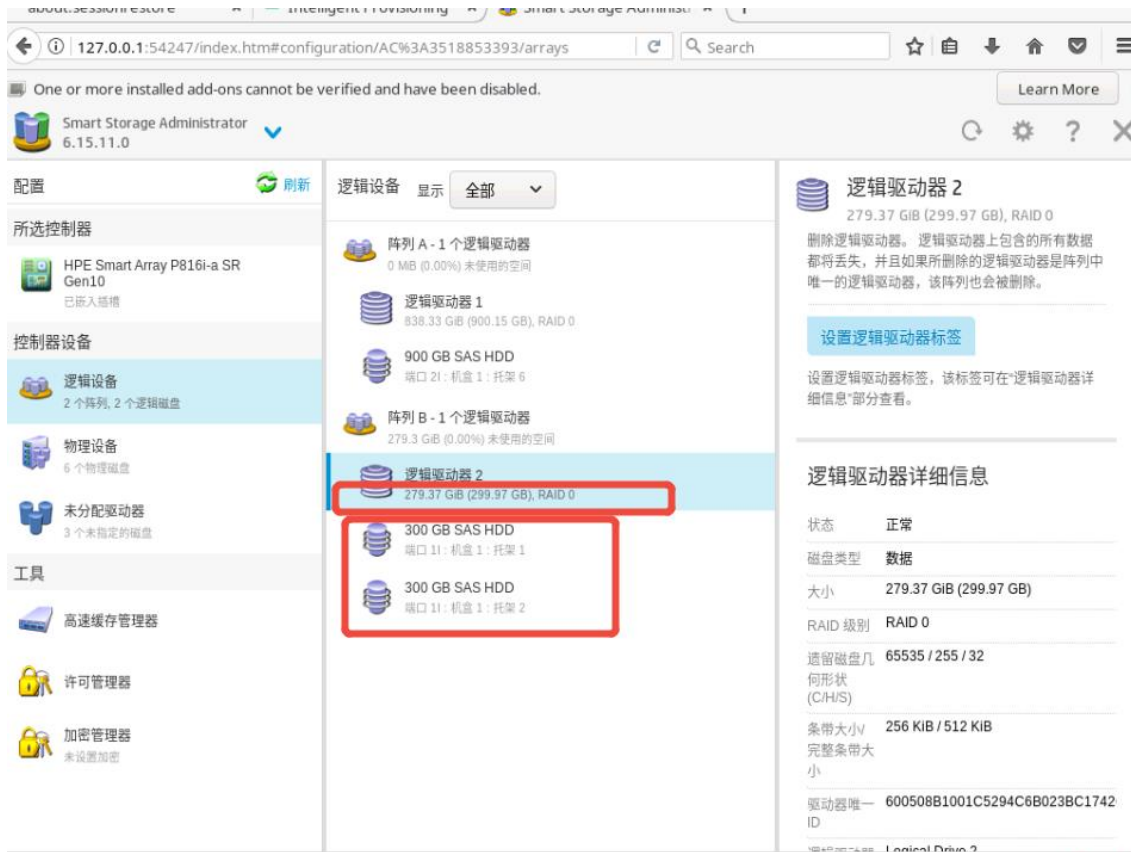 about:sessionrestore
Intelligent Provisioning
Smart Storage Administ
127.0.0.1:54247/index.htm#configuration/AC%3A3518853393/arrays
Search
One or more installed add-ons cannot be verified and have been disabled.
Learn More
Smart Storage Administrator
6.15.11.0
配置
刷新
所选控制器
HPE Smart Array P816i-a SR
Gen10
已嵌入插槽
控制器设备
逻辑设备
2 个阵列, 2 个逻辑磁盘
物理设备
6 个物理磁盘
未分配驱动器
3 个未指定的磁盘
工具
高速缓存管理器
许可管理器
加密管理器
未设置加密
逻辑设备 显示 全部
阵列 A - 1 个逻辑驱动器
0 MiB (0.00%) 未使用的空间
逻辑驱动器 1
838.33 GiB (900.15 GB), RAID 0
900 GB SAS HDD
端口 2I : 机盒 1 : 托架 6
阵列 B - 1 个逻辑驱动器
279.3 GiB (0.00%) 未使用的空间
逻辑驱动器 2
279.37 GiB (299.97 GB), RAID 0
300 GB SAS HDD
端口 1I : 机盒 1 : 托架 1
300 GB SAS HDD
端口 1I : 机盒 1 : 托架 2
逻辑驱动器 2
279.37 GiB (299.97 GB), RAID 0
删除逻辑驱动器。 逻辑驱动器上包含的所有数据
都将丢失，并且如果所删除的逻辑驱动器是阵列中
唯一的逻辑驱动器，该阵列也会被删除。
设置逻辑驱动器标签
设置逻辑驱动器标签，该标签可在“逻辑驱动器详
细信息”部分查看。
逻辑驱动器详细信息
状态 正常
磁盘类型 数据
大小 279.37 GiB (299.97 GB)
RAID 级别 RAID 0
遗留磁盘几 65535 / 255 / 32
何形状
(C/H/S)
条带大小/ 256 KiB / 512 KiB
完整条带大
小
驱动器唯一 600508B1001C5294C6B023BC1742
ID
逻辑驱动器 Logical Drive 2